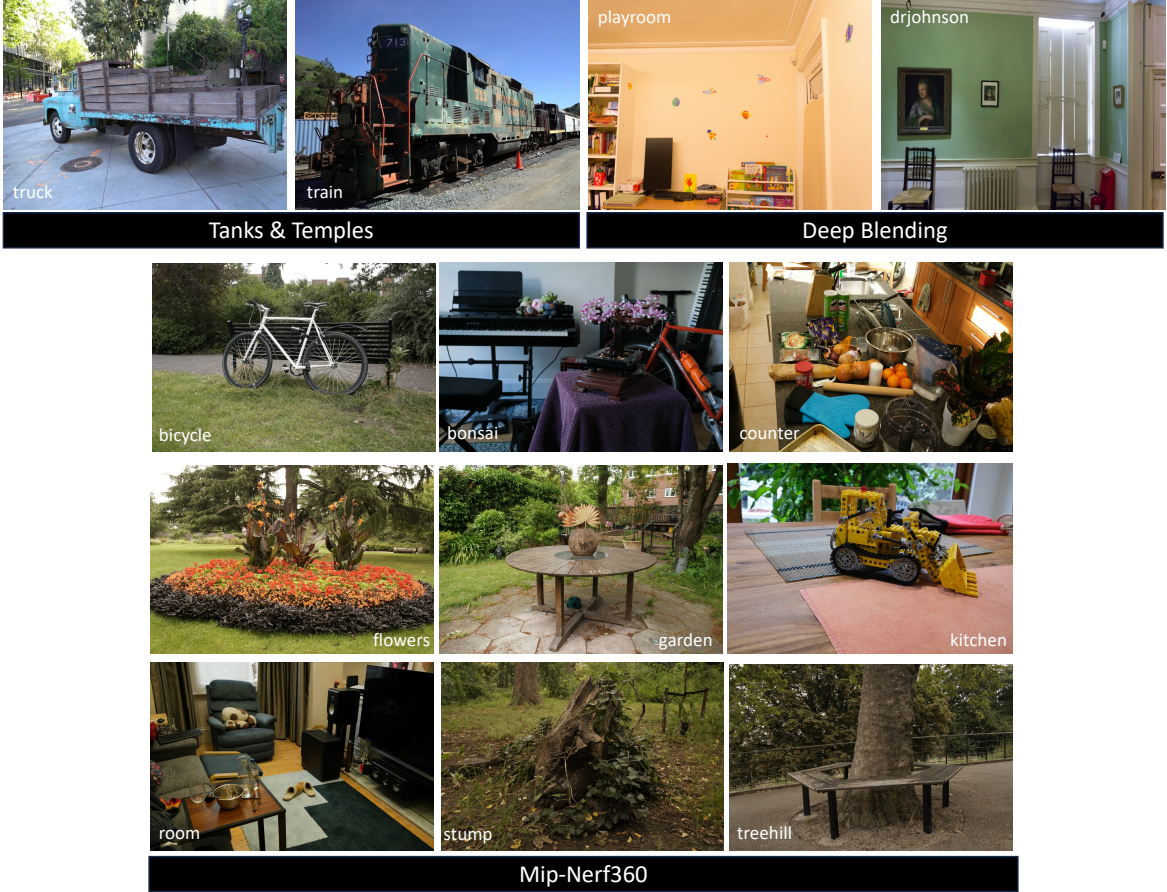 playroom
drjohnson
713
truck
train
Tanks & Temples
Deep Blending
bicycle
bonsai
counter
flowers
garden
kitchen
room
stump
treehill
Mip-Nerf360